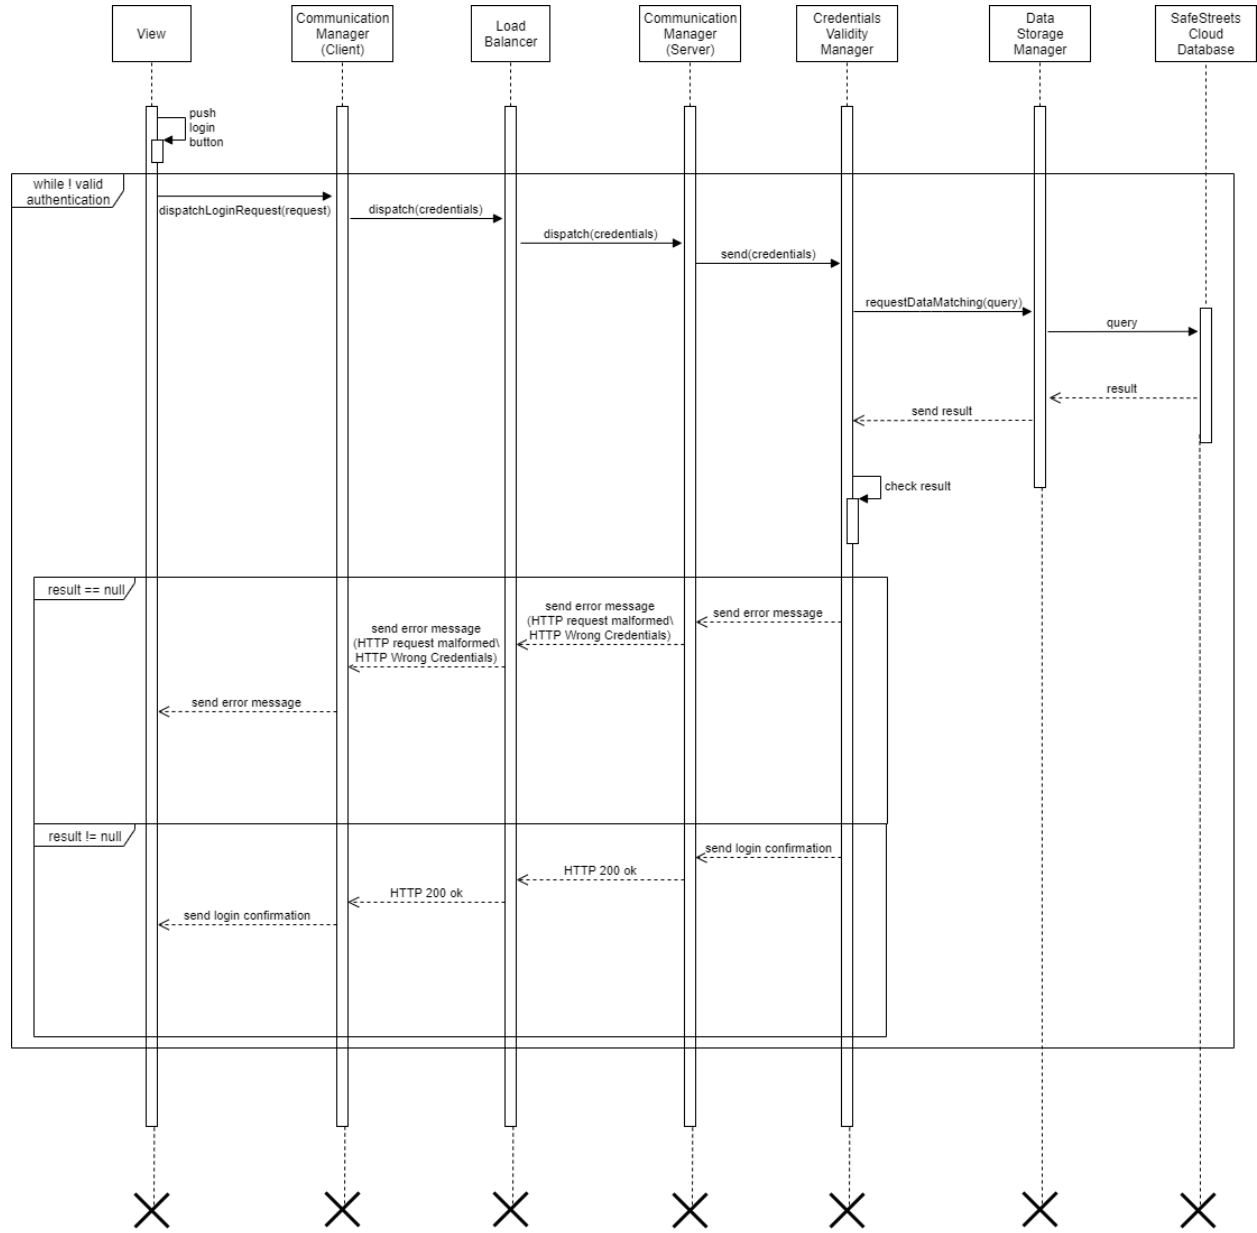 View
Communication
Manager
(Client)
Load
Balancer
Communication
Manager
(Server)
Credentials
Validity
Manager
Data
Storage
Manager
SafeStreets
Cloud
Database
push
login
button
while ! valid
authentication
dispatchLoginRequest(request)
dispatch(credentials)
dispatch(credentials)
send(credentials)
requestDataMatching(query)
query
result
send result
check result
result == null
send error message
send error message
(HTTP request malformed\
HTTP Wrong Credentials)
send error message
(HTTP request malformed\
HTTP Wrong Credentials)
send error message
result != null
send login confirmation
HTTP 200 ok
HTTP 200 ok
send login confirmation